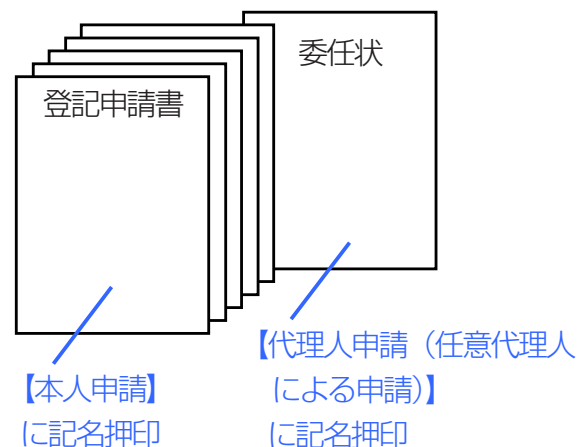 委任状
登記申請書
【代理人申請（任意代理人
による申請)】
に記名押印
【本人申請】
に記名押印